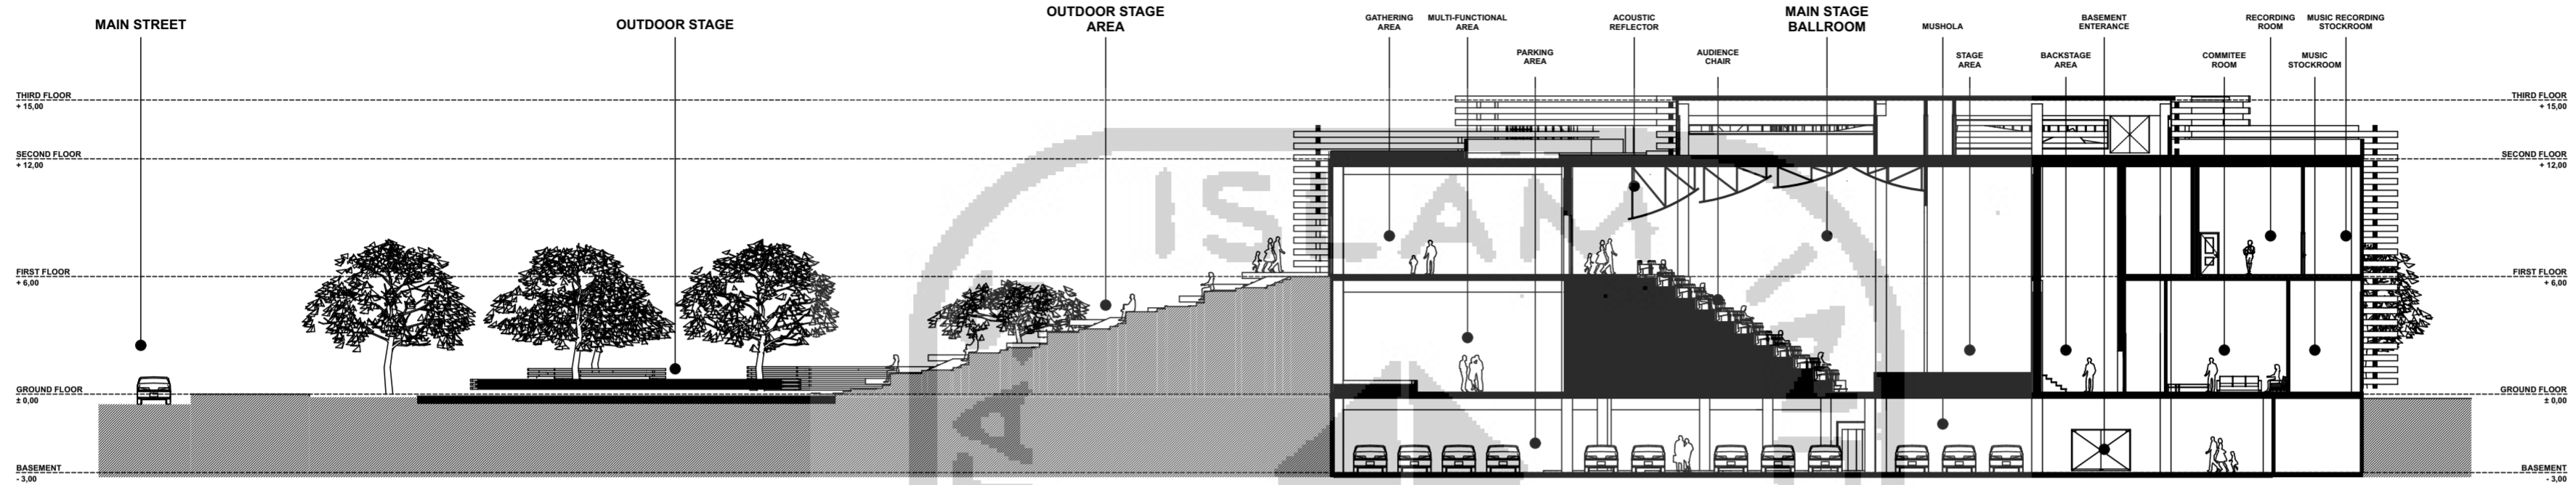 MAIN STREET
OUTDOOR STAGE
OUTDOOR STAGE
AREA
GATHERING
AREA
MULTI-FUNCTIONAL
AREA
PARKING
AREA
ACOUSTIC
REFLECTOR
AUDIENCE
CHAIR
MAIN STAGE
BALLROOM
MUSHOLA
STAGE
AREA
BACKSTAGE
AREA
BASEMENT
ENTERANCE
COMMITEE
ROOM
RECORDING
ROOM
MUSIC
STOCKROOM
MUSIC RECORDING
STOCKROOM
THIRD FLOOR
+ 15,00
SECOND FLOOR
+ 12,00
FIRST FLOOR
+ 6,00
GROUND FLOOR
± 0,00
BASEMENT
- 3,00
THIRD FLOOR
+ 15,00
SECOND FLOOR
+ 12,00
FIRST FLOOR
+ 6,00
GROUND FLOOR
± 0,00
BASEMENT
- 3,00
ISLAM